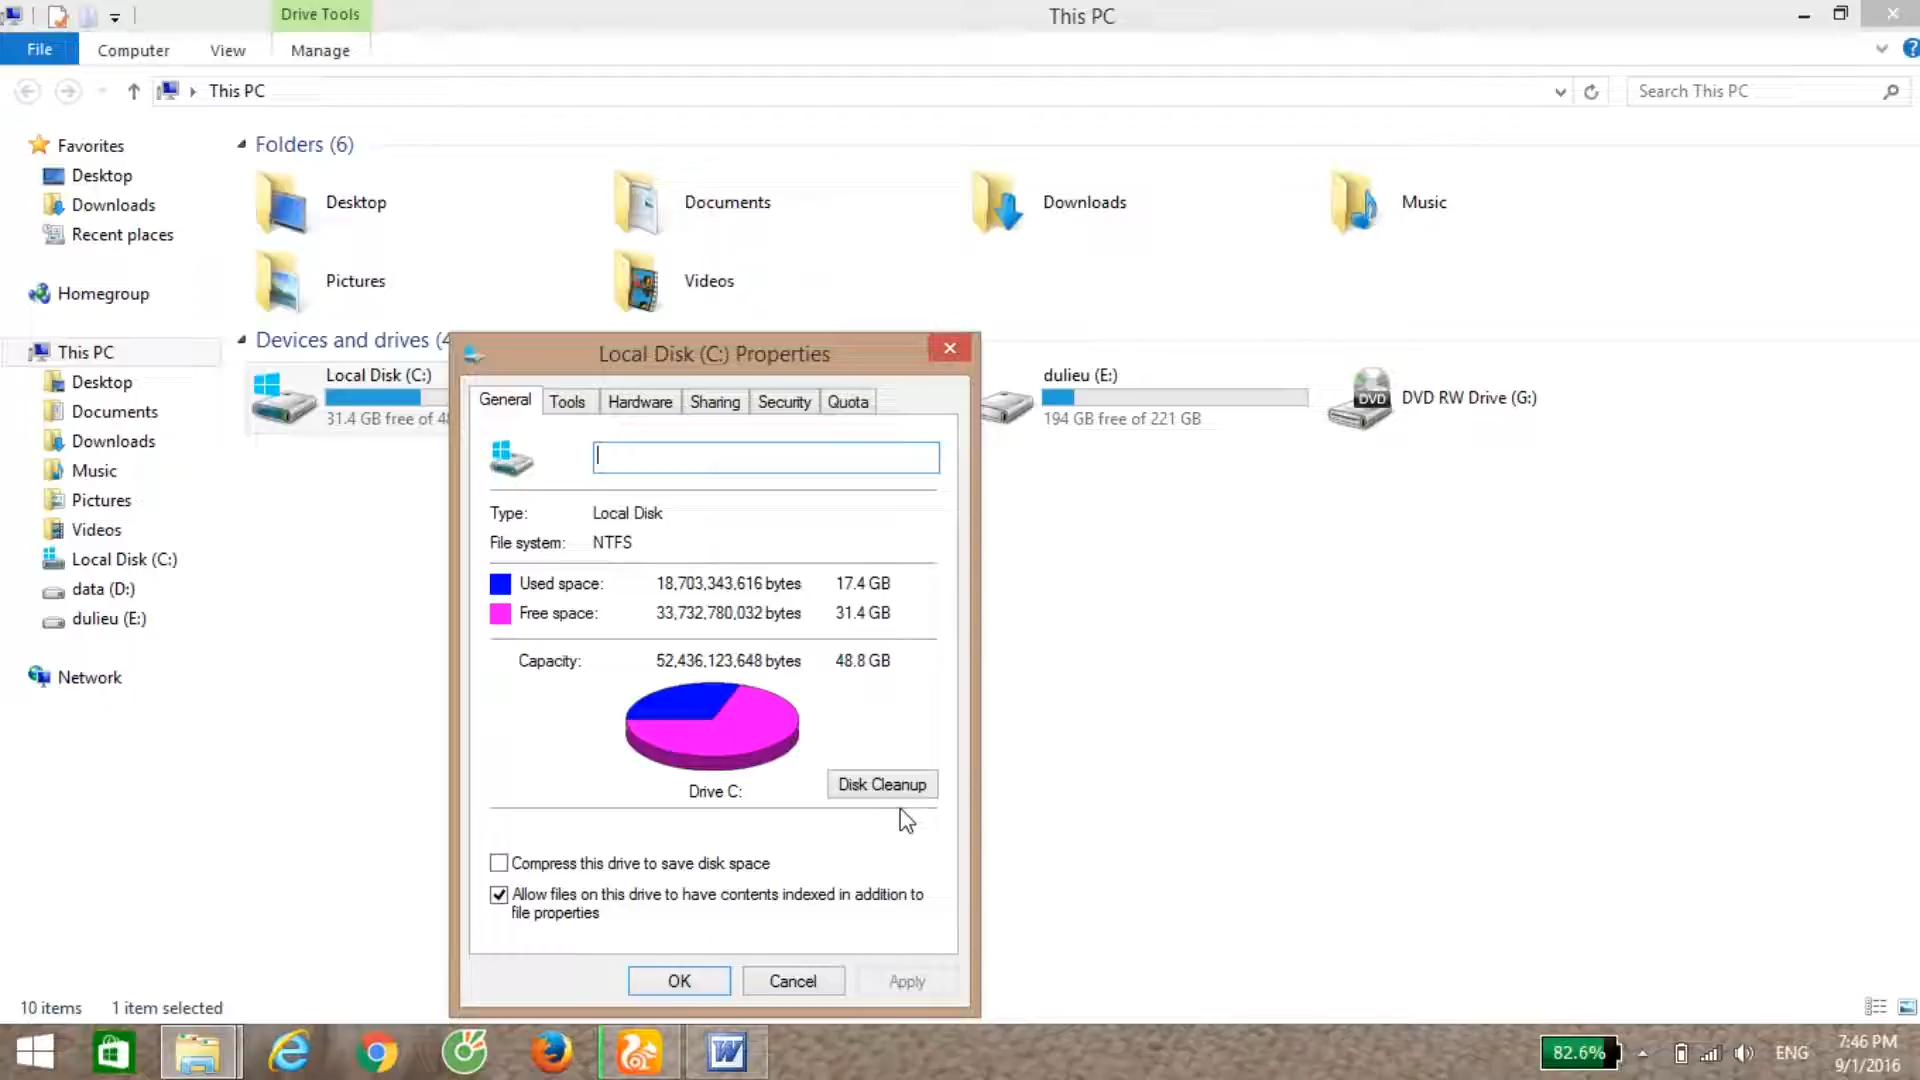 Drive Tools
This PC
File
Computer
View
Manage
This PC
Search This PC
Favorites
Desktop
Downloads
Recent places
Homegroup
This PC
Desktop
Documents
Downloads
Music
Pictures
Videos
Local Disk (C:)
data (D:)
dulieu (E:)
Network
Folders (6)
Desktop
Documents
Downloads
Music
Pictures
Videos
Devices and drives (4
Local Disk (C:)
31.4 GB free of 48
dulieu (E:)
194 GB free of 221 GB
DVD
DVD RW Drive (G:)
Local Disk (C:) Properties
General
Tools
Hardware
Sharing
Security
Quota
Type: Local Disk
File system: NTFS
Used space: 18,703,343,616 bytes 17.4 GB
Free space: 33,732,780,032 bytes 31.4 GB
Capacity: 52,436,123,648 bytes 48.8 GB
Drive C:
Disk Cleanup
Compress this drive to save disk space
Allow files on this drive to have contents indexed in addition to
file properties
OK
Cancel
Apply
10 items
1 item selected
W
82.6%
ENG
7:46 PM
9/1/2016